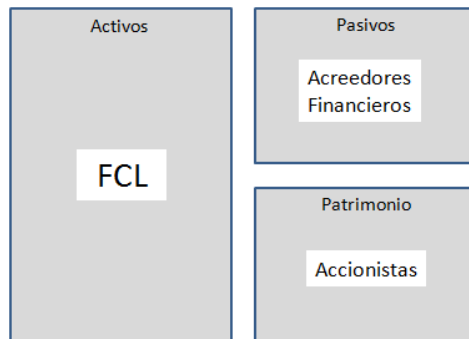 Activos
FCL
Pasivos
Acreedores
Financieros
Patrimonio
Accionistas